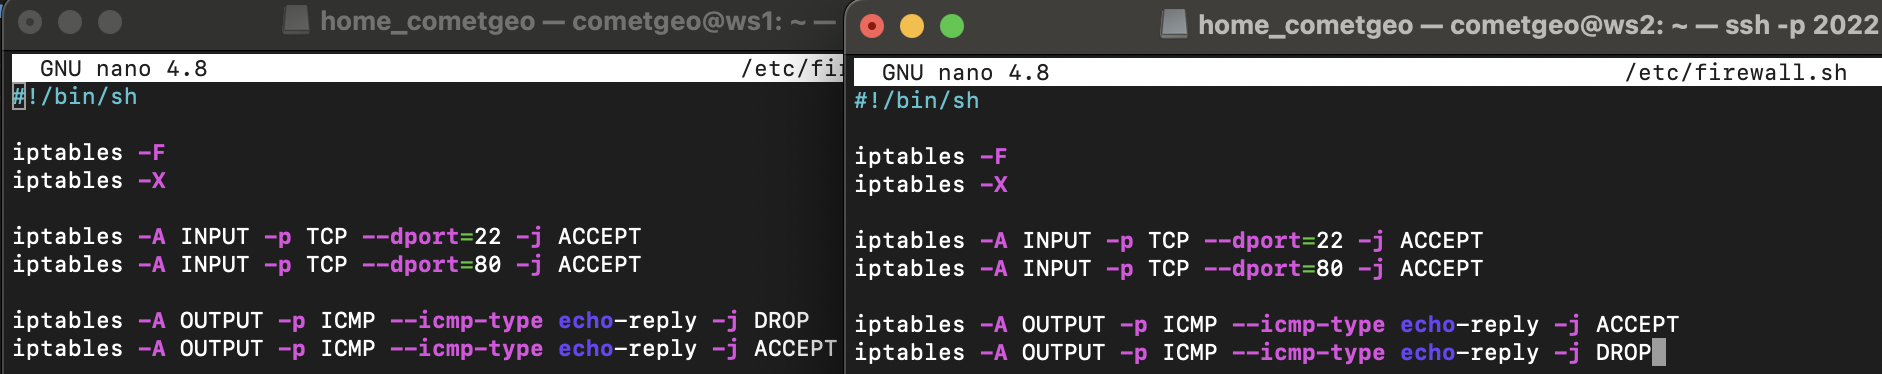 home_cometgeo — cometgeo@ws1: ~ —
GNU nano 4.8 /etc/fir
#!/bin/sh
iptables -F
iptables -X
iptables -A INPUT -p TCP --dport=22 -j ACCEPT
iptables -A INPUT -p TCP --dport=80 -j ACCEPT
iptables -A OUTPUT -p ICMP --icmp-type echo-reply -j DROP
iptables -A OUTPUT -p ICMP --icmp-type echo-reply -j ACCEPT
home_cometgeo — cometgeo@ws2: ~ — ssh -p 2022
GNU nano 4.8 /etc/firewall.sh
#!/bin/sh
iptables -F
iptables -X
iptables -A INPUT -p TCP --dport=22 -j ACCEPT
iptables -A INPUT -p TCP --dport=80 -j ACCEPT
iptables -A OUTPUT -p ICMP --icmp-type echo-reply -j ACCEPT
iptables -A OUTPUT -p ICMP --icmp-type echo-reply -j DROP